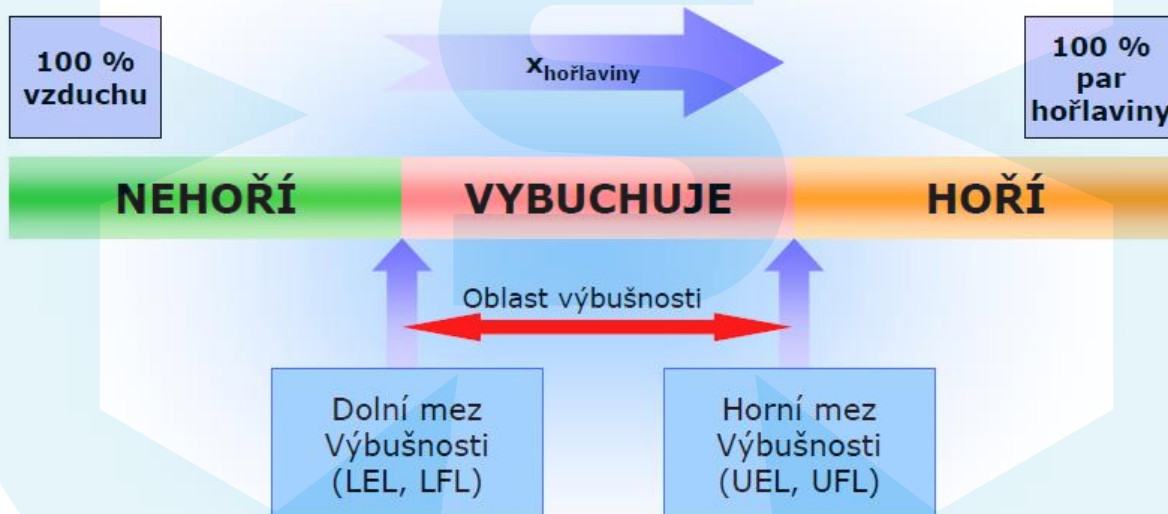 100 %
vzduchu
x hořlaviny
100 %
par
hořlaviny
NEHOŘÍ
VYBUCHUJE
HOŘÍ
Oblast výbušnosti
Dolní mez
Výbušnosti
(LEL, LFL)
Horní mez
Výbušnosti
(UEL, UFL)